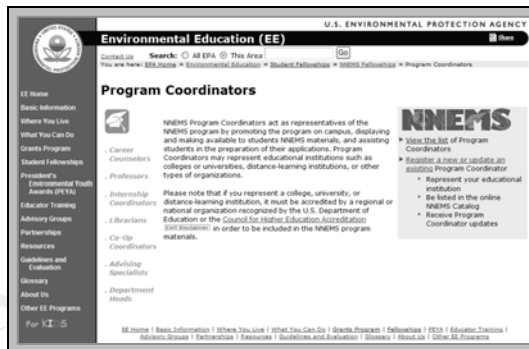 U.S. ENVIRONMENTAL PROTECTION AGENCY
Environmental Education (EE)
Share
Contact Us Search: All EPA This Area Go
You are here: EPA Home » Environmental Education » Student Fellowships » NNEMS Fellowships » Program Coordinators
EE Home
Basic Information
Where You Live
What You Can Do
Grants Program
Student Fellowships
President's
Environmental Youth
Awards (PEYA)
Educator Training
Advisory Groups
Partnerships
Resources
Guidelines and
Evaluation
Glossary
About Us
Other EE Programs
For KIDS
Program Coordinators
. Career
Counselors
. Professors
. Internship
Coordinators
. Librarians
. Co-Op
Coordinators
. Advising
Specialists
. Department
Heads
NNEMS Program Coordinators act as representatives of the
NNEMS program by promoting the program on campus, displaying
and making available to students NNEMS materials, and assisting
students in the preparation of their applications. Program
Coordinators may represent educational institutions such as
colleges or universities, distance-learning institutions, or other
types of organizations.
Please note that if you represent a college, university, or
distance-learning institution, it must be accredited by a regional or
national organization recognized by the U.S. Department of
Education or the Council for Higher Education Accreditation
EXIT Disclaimer in order to be included in the NNEMS program
materials.
NNEMS
View the list of Program
Coordinators
Register a new or update an
existing Program Coordinator
• Represent your educational
institution
• Be listed in the online
NNEMS Catalog
• Receive Program
Coordinator updates
EE Home | Basic Information | Where You Live | What You Can Do | Grants Program | Fellowships | PEYA | Educator Training |
Advisory Groups | Partnerships | Resources | Guidelines and Evaluation | Glossary | About Us | Other EE Programs